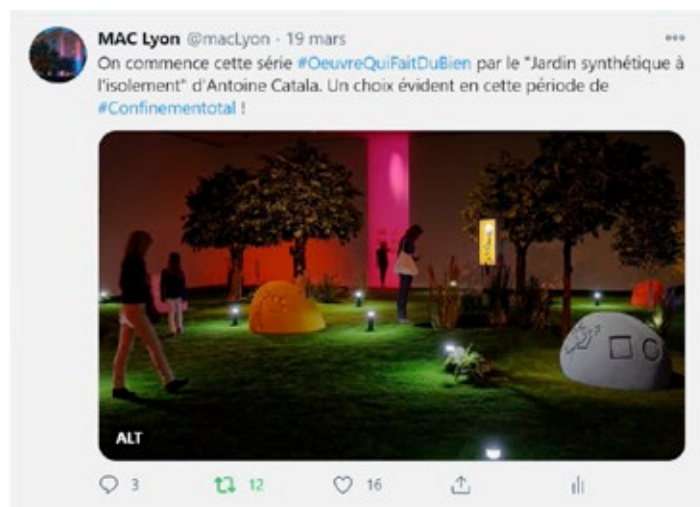 MAC Lyon @macLyon · 19 mars
On commence cette série #OeuvreQuiFaitDuBien par le "Jardin synthétique à
l'isolement" d'Antoine Catala. Un choix évident en cette période de
#Confinementotal !
ALT
3 12 16